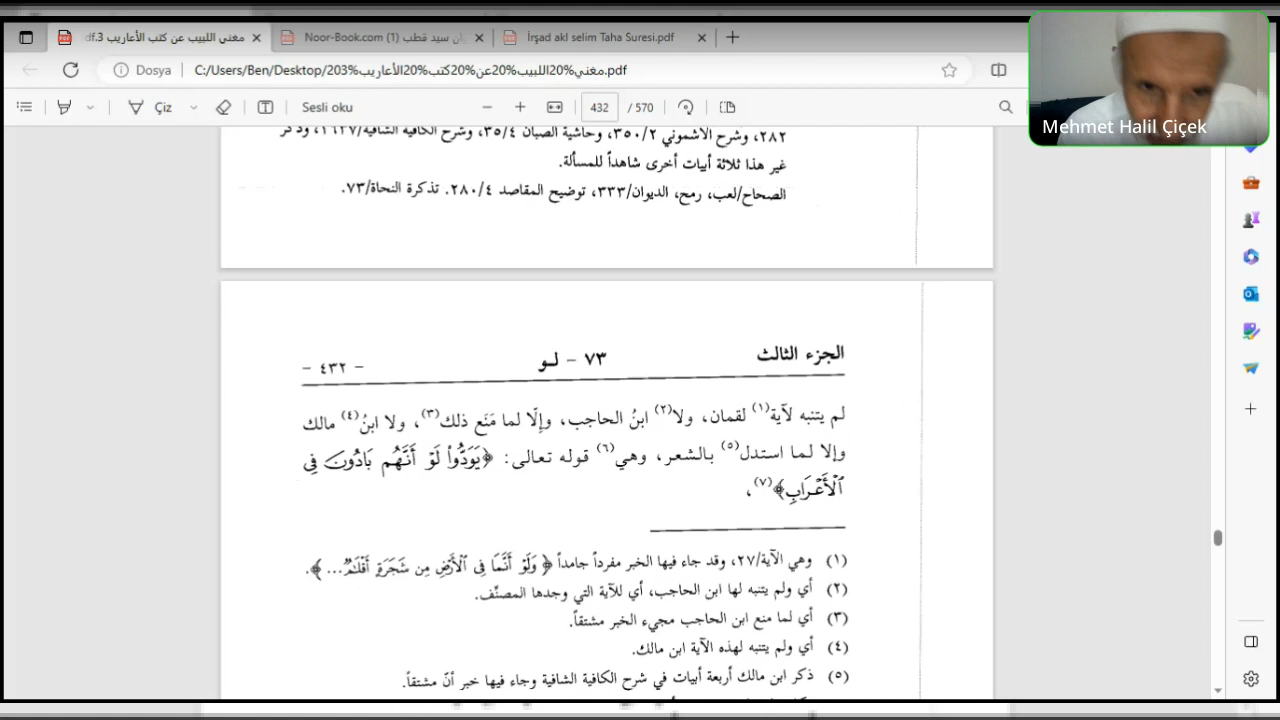 مغني اللبيب عن كتب الأعاريب 3.df
Noor-Book.com (1) ان سيد قطب
İrşad akl selim Taha Suresi.pdf
Dosya
C:/Users/Ben/Desktop/203%مغني%20اللبيب%20عن%20كتب%20الأعاريب.pdf
Çiz
Sesli oku
432 / 570
Mehmet Halil Çiçek
٢٨٢، وشرح الأشموني ٣٥٠/٢، وحاشية الصبان ٣٥/٤، وشرح الكافية الشافية/١٦٣٧، وذكر
غير هذا ثلاثة أبيات أخرى شاهداً للمسألة.
الصحاح/لعب، رمح، الديوان/٣٣٣، توضيح المقاصد ٢٨٠/٤. تذكرة النحاة/٧٣.
الجزء الثالث
٧٣ - لو
- ٤٣٢ -
لم يتنبه لآية(١) لقمان، ولا(٢) ابنُ الحاجب، وإلّا لما مَنَع ذلك(٣)، ولا ابنُ(٤) مالك
وإلا لما استدل(٥) بالشعر، وهي(٦) قوله تعالى: ﴿يَوَدُّوا۟ لَوْ أَنَّهُم بَادُونَ فِى
ٱلْأَعْرَابِ﴾(٧)،
(١) وهي الآية/٢٧، وقد جاء فيها الخبر مفرداً جامداً ﴿وَلَوْ أَنَّمَا فِى ٱلْأَرْضِ مِن شَجَرَةٍ أَقْلَٰمٌ...﴾.
(٢) أي ولم يتنبه لها ابن الحاجب، أي للآية التي وجدها المصنّف.
(٣) أي لما منع ابن الحاجب مجيء الخبر مشتقاً.
(٤) أي ولم يتنبه لهذه الآية ابن مالك.
(٥) ذكر ابن مالك أربعة أبيات في شرح الكافية الشافية وجاء فيها خبر أنّ مشتقاً.